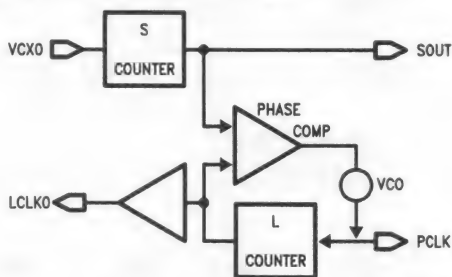 VCXO
S
COUNTER
SOUT
PHASE
COMP
LCLKO
VCO
L
COUNTER
PCLK